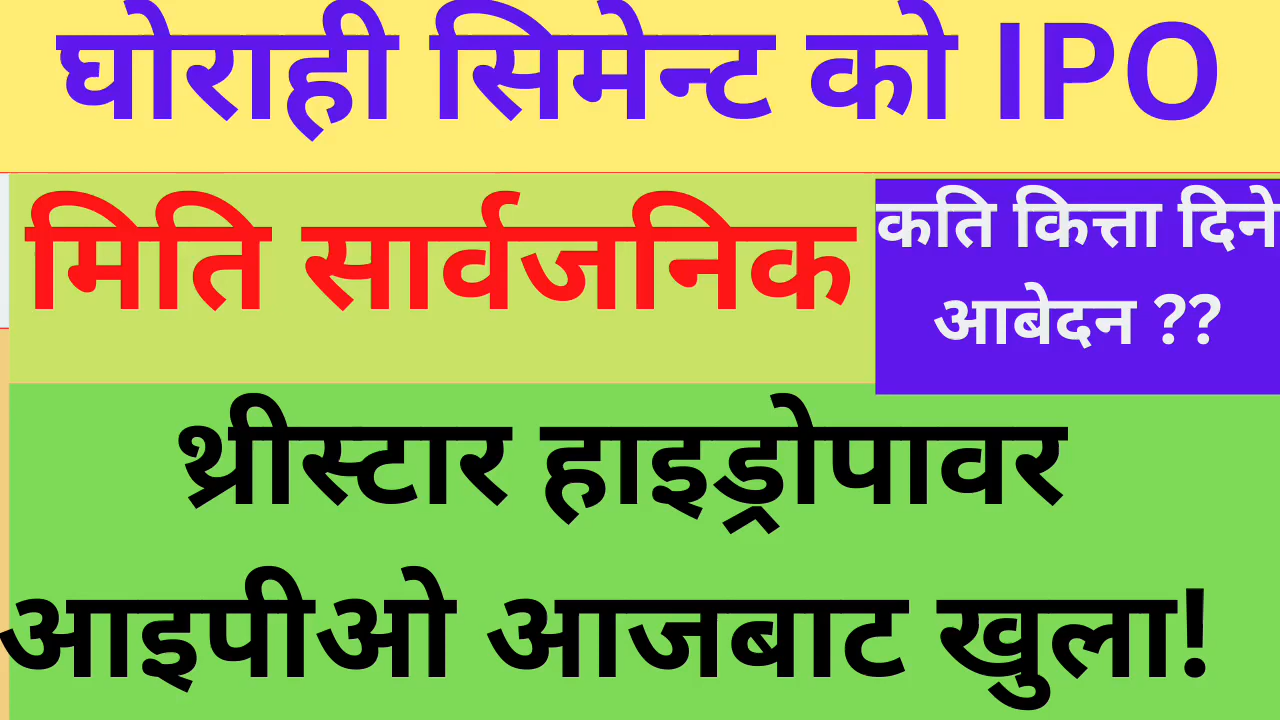 घोराही सिमेन्ट को IPO
मिति सार्वजनिक
कति कित्ता दिने
आबेदन ??
थ्रीस्टार हाइड्रोपावर
आइपीओ आजबाट खुला!